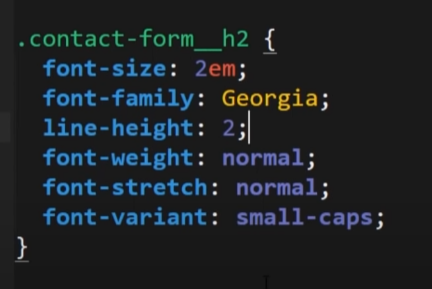 .contact-form__h2 {
font-size: 2em;
font-family: Georgia;
line-height: 2;
font-weight: normal;
font-stretch: normal;
font-variant: small-caps;
}